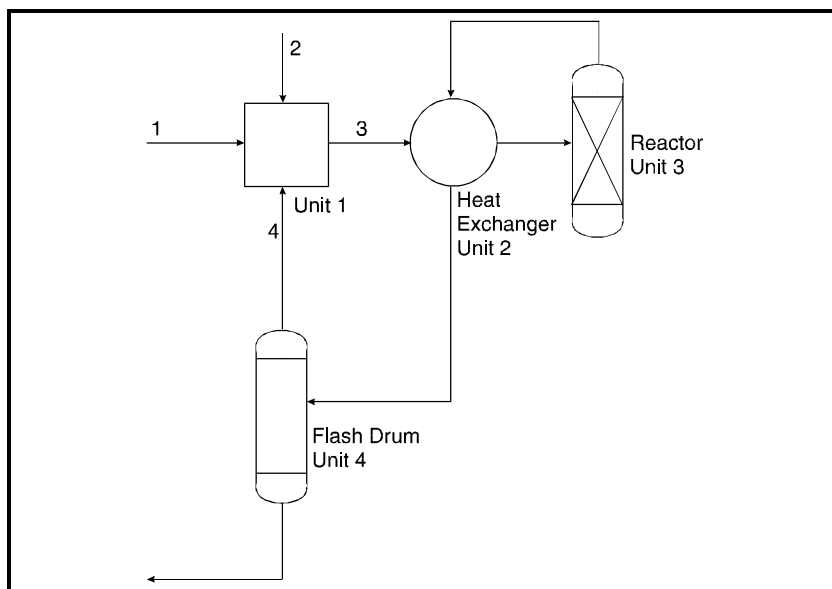 2
1
3
Reactor
Unit 3
Unit 1
Heat
Exchanger
Unit 2
4
Flash Drum
Unit 4